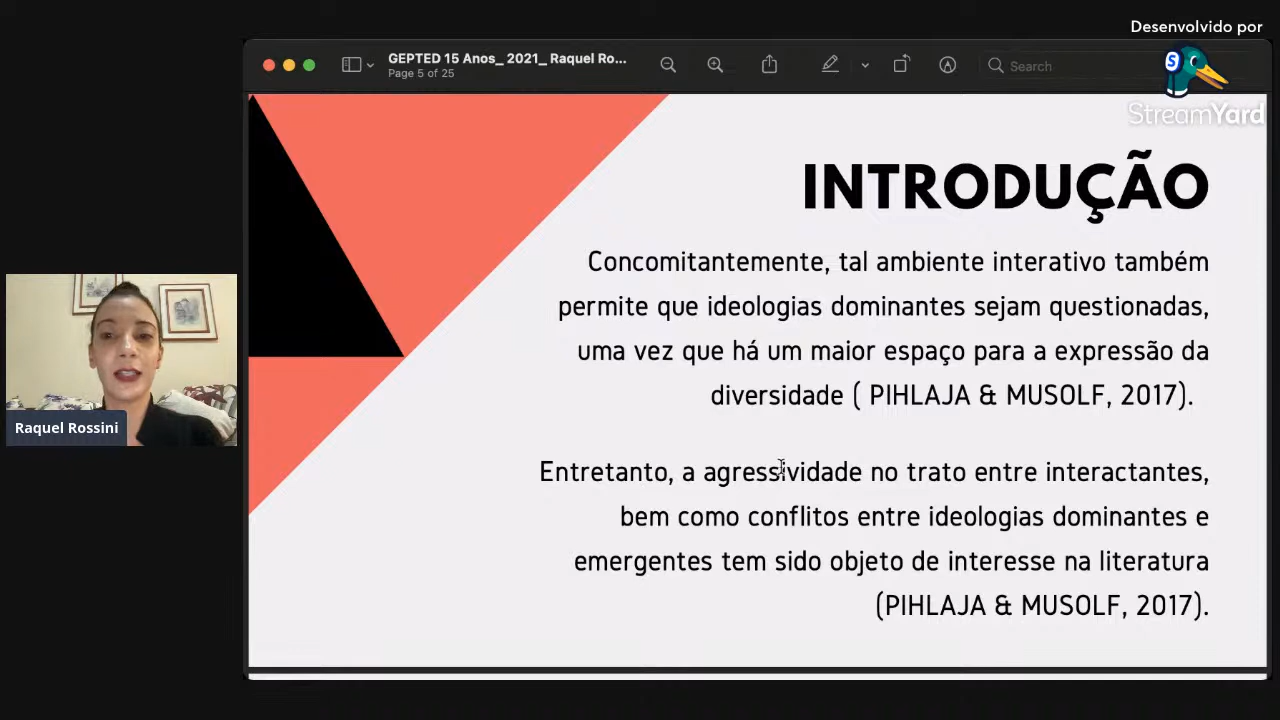 Desenvolvido por
StreamYard
GEPTED 15 Anos_ 2021_ Raquel Ro...
Page 5 of 25
Search
INTRODUÇÃO
Concomitantemente, tal ambiente interativo também
permite que ideologias dominantes sejam questionadas,
uma vez que há um maior espaço para a expressão da
diversidade ( PIHLAJA & MUSOLF, 2017).
Entretanto, a agressividade no trato entre interactantes,
bem como conflitos entre ideologias dominantes e
emergentes tem sido objeto de interesse na literatura
(PIHLAJA & MUSOLF, 2017).
Raquel Rossini